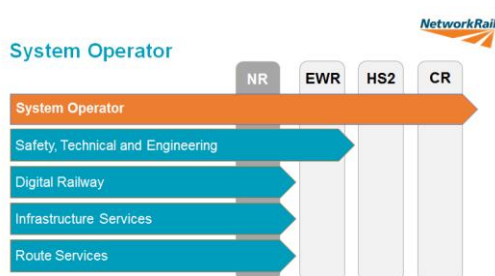 NetworkRail
System Operator
NR EWR HS2 CR
System Operator
Safety, Technical and Engineering
Digital Railway
Infrastructure Services
Route Services